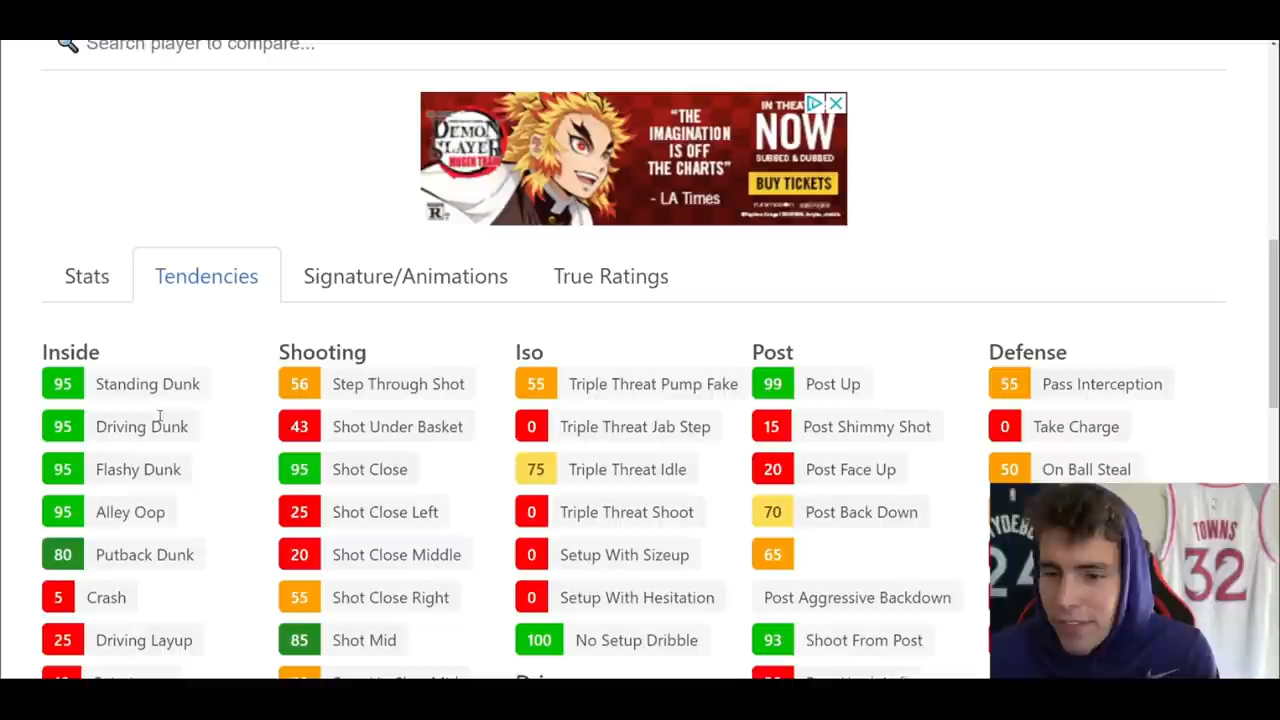 Search player to compare...
DEMON
SLAYER
MUGEN TRAIN
R
"THE
IMAGINATION
IS OFF
THE CHARTS"
- LA Times
IN THEA
NOW
SUBBED & DUBBED
BUY TICKETS
Stats
Tendencies
Signature/Animations
True Ratings
Inside
95 Standing Dunk
95 Driving Dunk
95 Flashy Dunk
95 Alley Oop
80 Putback Dunk
5 Crash
25 Driving Layup
Shooting
56 Step Through Shot
43 Shot Under Basket
95 Shot Close
25 Shot Close Left
20 Shot Close Middle
55 Shot Close Right
85 Shot Mid
Iso
55 Triple Threat Pump Fake
0 Triple Threat Jab Step
75 Triple Threat Idle
0 Triple Threat Shoot
0 Setup With Sizeup
0 Setup With Hesitation
100 No Setup Dribble
Post
99 Post Up
15 Post Shimmy Shot
20 Post Face Up
70 Post Back Down
65
Post Aggressive Backdown
93 Shoot From Post
Defense
55 Pass Interception
0 Take Charge
50 On Ball Steal
TOWNS
32